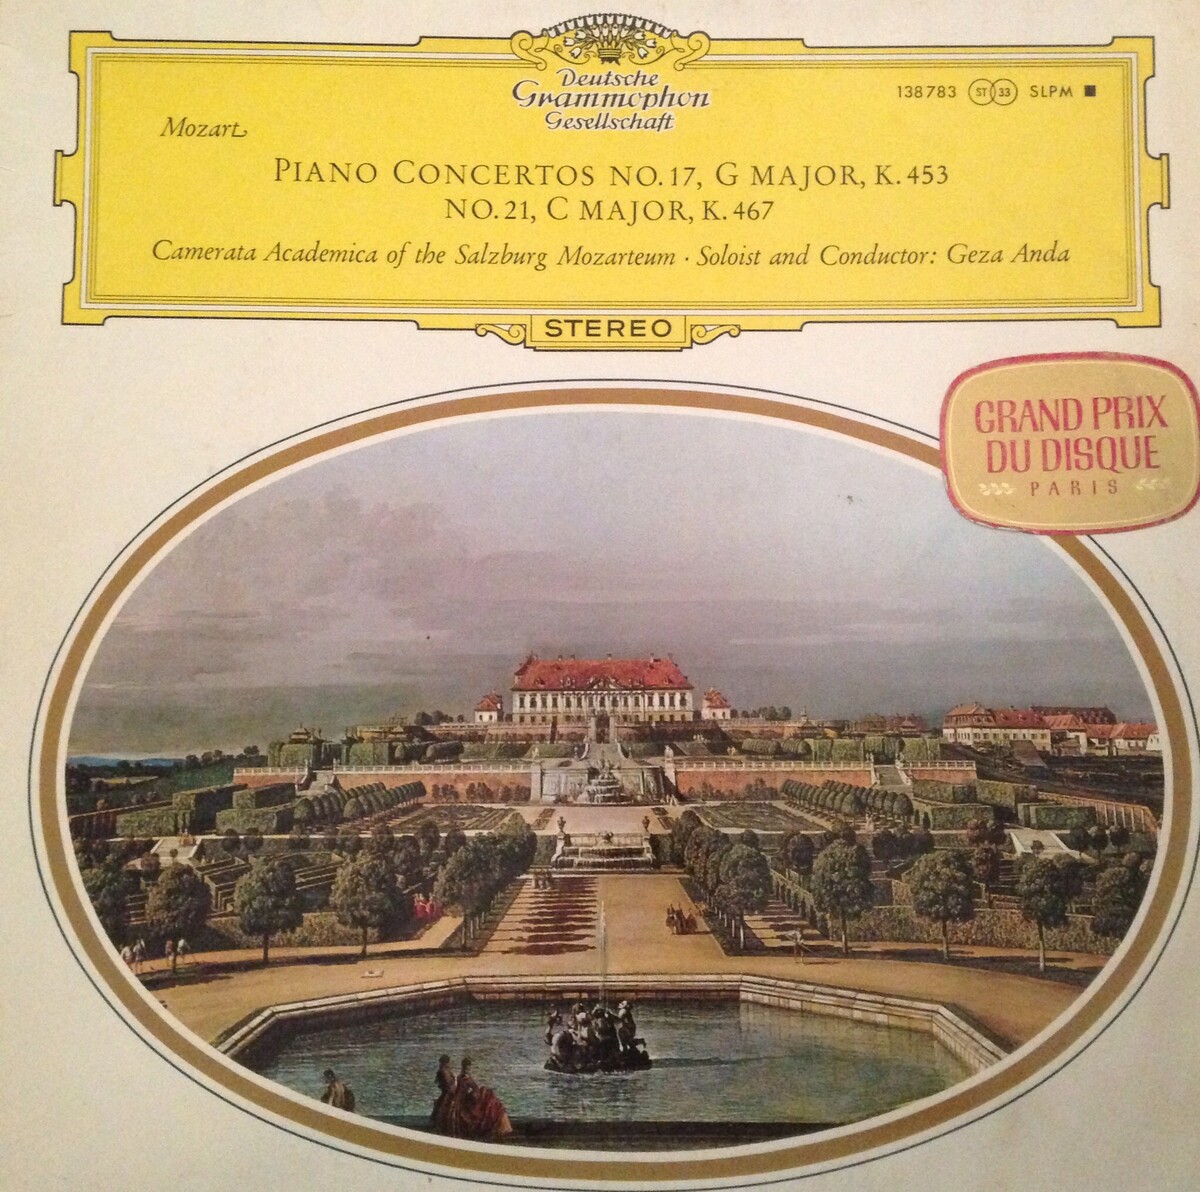 Deutsche
Grammophon
Gesellschaft
138783 ST 33 SLPM
Mozart
PIANO CONCERTOS NO. 17, G MAJOR, K. 453
NO. 21, C MAJOR, K. 467
Camerata Academica of the Salzburg Mozarteum · Soloist and Conductor: Geza Anda
STEREO
GRAND PRIX
DU DISQUE
PARIS